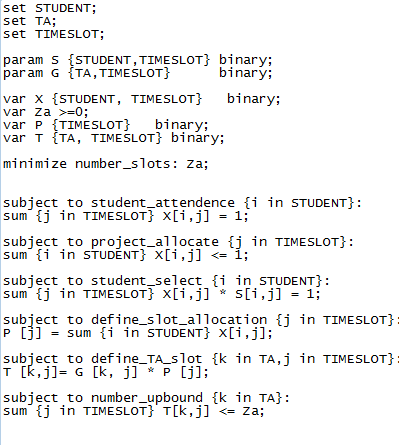 set STUDENT;
set TA;
set TIMESLOT;
param S {STUDENT,TIMESLOT} binary;
param G {TA,TIMESLOT} binary;
var X {STUDENT, TIMESLOT} binary;
var Za >=0;
var P {TIMESLOT} binary;
var T {TA, TIMESLOT} binary;
minimize number_slots: Za;
subject to student_attendence {i in STUDENT}:
sum {j in TIMESLOT} X[i,j] = 1;
subject to project_allocate {j in TIMESLOT}:
sum {i in STUDENT} X[i,j] <= 1;
subject to student_select {i in STUDENT}:
sum {j in TIMESLOT} X[i,j] * S[i,j] = 1;
subject to define_slot_allocation {j in TIMESLOT}:
P [j] = sum {i in STUDENT} X[i,j];
subject to define_TA_slot {k in TA,j in TIMESLOT}:
T [k,j]= G [k, j] * P [j];
subject to number_upbound {k in TA}:
sum {j in TIMESLOT} T[k,j] <= Za;